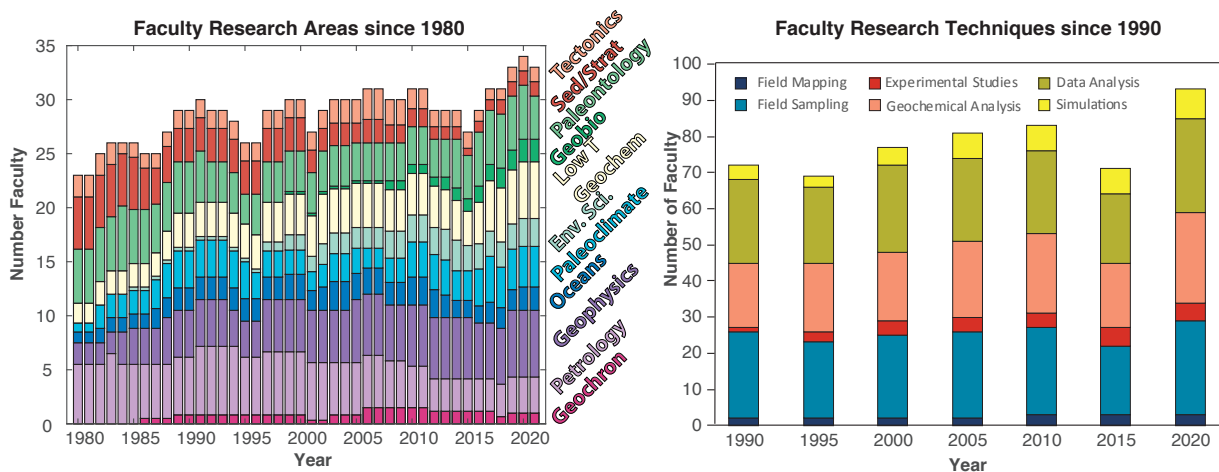 Faculty Research Areas since 1980
35
30
25
20
15
10
5
0
Number Faculty
1980 1985 1990 1995 2000 2005 2010 2015 2020
Year
Tectonics
Sed/Strat
Paleontology
Geobio
Low T
Geochem
Env. Sci.
Paleoclimate
Oceans
Geophysics
Petrology
Geochron
Faculty Research Techniques since 1990
100
90
80
70
60
50
40
30
20
10
0
Number of Faculty
Field Mapping Experimental Studies Data Analysis
Field Sampling Geochemical Analysis Simulations
1990 1995 2000 2005 2010 2015 2020
Year